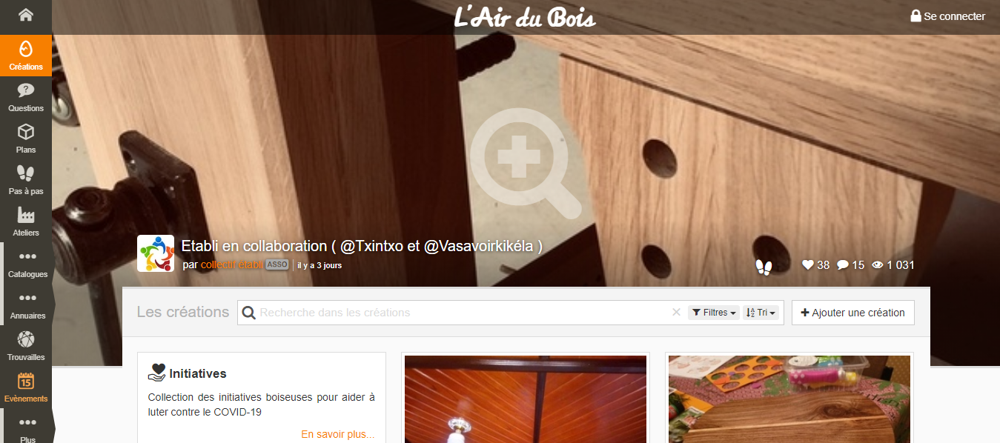 L'Air du Bois
Se connecter
Créations
Questions
Plans
Pas à pas
Ateliers
Catalogues
Annuaires
Trouvailles
15
Evènements
Plus
Etabli en collaboration ( @Txintxo et @Vasavoirkikéla )
par collectif établi ASSO il y a 3 jours
38 15 1 031
Les créations
Recherche dans les créations
Filtres
Tri
Ajouter une création
Initiatives
Collection des initiatives boiseuses pour aider à
luter contre le COVID-19
En savoir plus...